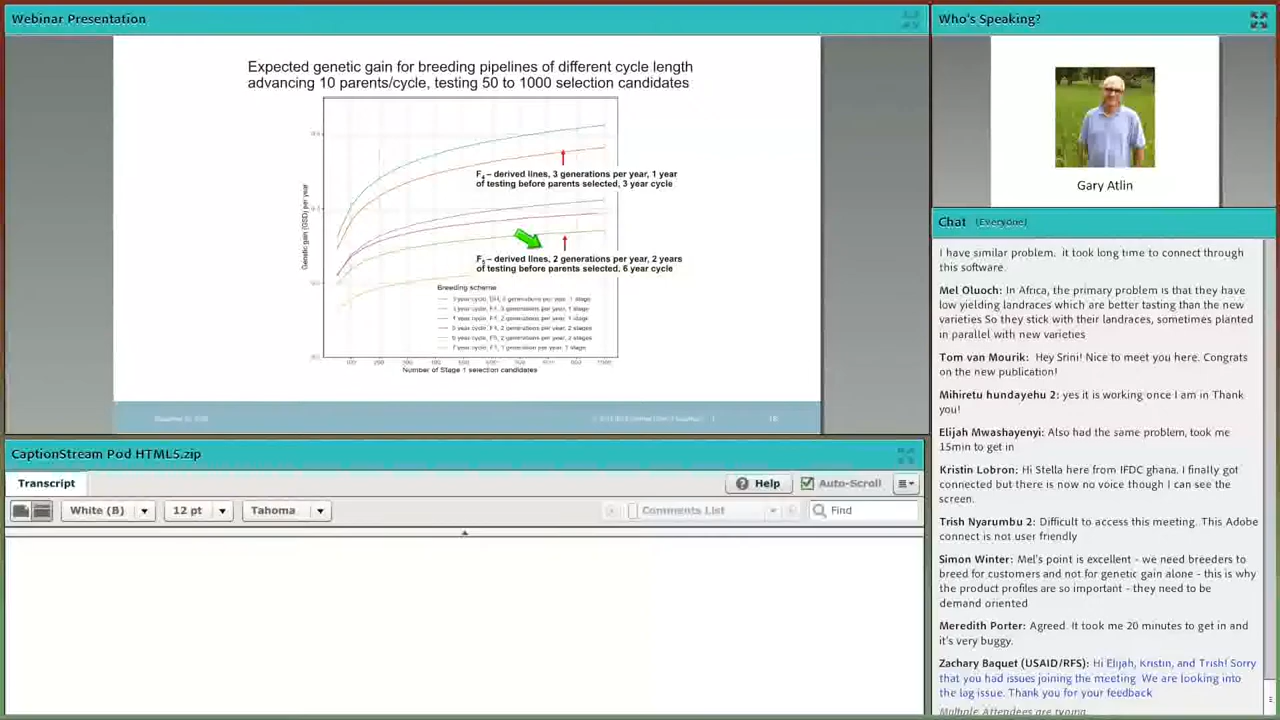 Webinar Presentation
Expected genetic gain for breeding pipelines of different cycle length
advancing 10 parents/cycle, testing 50 to 1000 selection candidates
Genetic gain (GSD) per year
F4 – derived lines, 3 generations per year, 1 year
of testing before parents selected, 3 year cycle
F5 – derived lines, 2 generations per year, 2 years
of testing before parents selected, 6 year cycle
Breeding scheme
Number of Stage 1 selection candidates
CaptionStream Pod HTML5.zip
Transcript
Help
Auto-Scroll
White (B)
12 pt
Tahoma
Comments List
Find
Who's Speaking?
Gary Atlin
Chat (Everyone)
I have similar problem. it took long time to connect through
this software.
Mel Oluoch: In Africa, the primary problem is that they have
low yielding landraces which are better tasting than the new
varieties So they stick with their landraces, sometimes planted
in parallel with new varieties
Tom van Mourik: Hey Srini! Nice to meet you here. Congrats
on the new publication!
Mihiretu hundayehu 2: yes it is working once I am in Thank
you!
Elijah Mwashayenyi: Also had the same problem, took me
15min to get in
Kristin Lobron: Hi Stella here from IFDC ghana. I finally got
connected but there is now no voice though I can see the
screen.
Trish Nyarumbu 2: Difficult to access this meeting. This Adobe
connect is not user friendly
Simon Winter: Mel's point is excellent - we need breeders to
breed for customers and not for genetic gain alone - this is why
the product profiles are so important - they need to be
demand oriented
Meredith Porter: Agreed. It took me 20 minutes to get in and
it's very buggy.
Zachary Baquet (USAID/RFS): Hi Elijah, Kristin, and Trish! Sorry
that you had issues joining the meeting. We are looking into
the lag issue. Thank you for your feedback
Multiple Attendees are typing